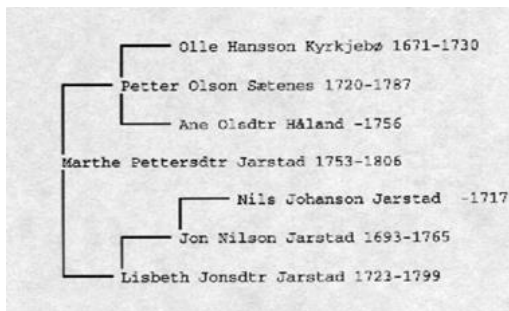 Olle Hansson Kyrkjebø 1671-1730
Petter Olson Sætenes 1720-1787
Ane Olsdtr Håland -1756
Marthe Pettersdtr Jarstad 1753-1806
Nils Johanson Jarstad -1717
Jon Nilson Jarstad 1693-1765
Lisbeth Jonsdtr Jarstad 1723-1799